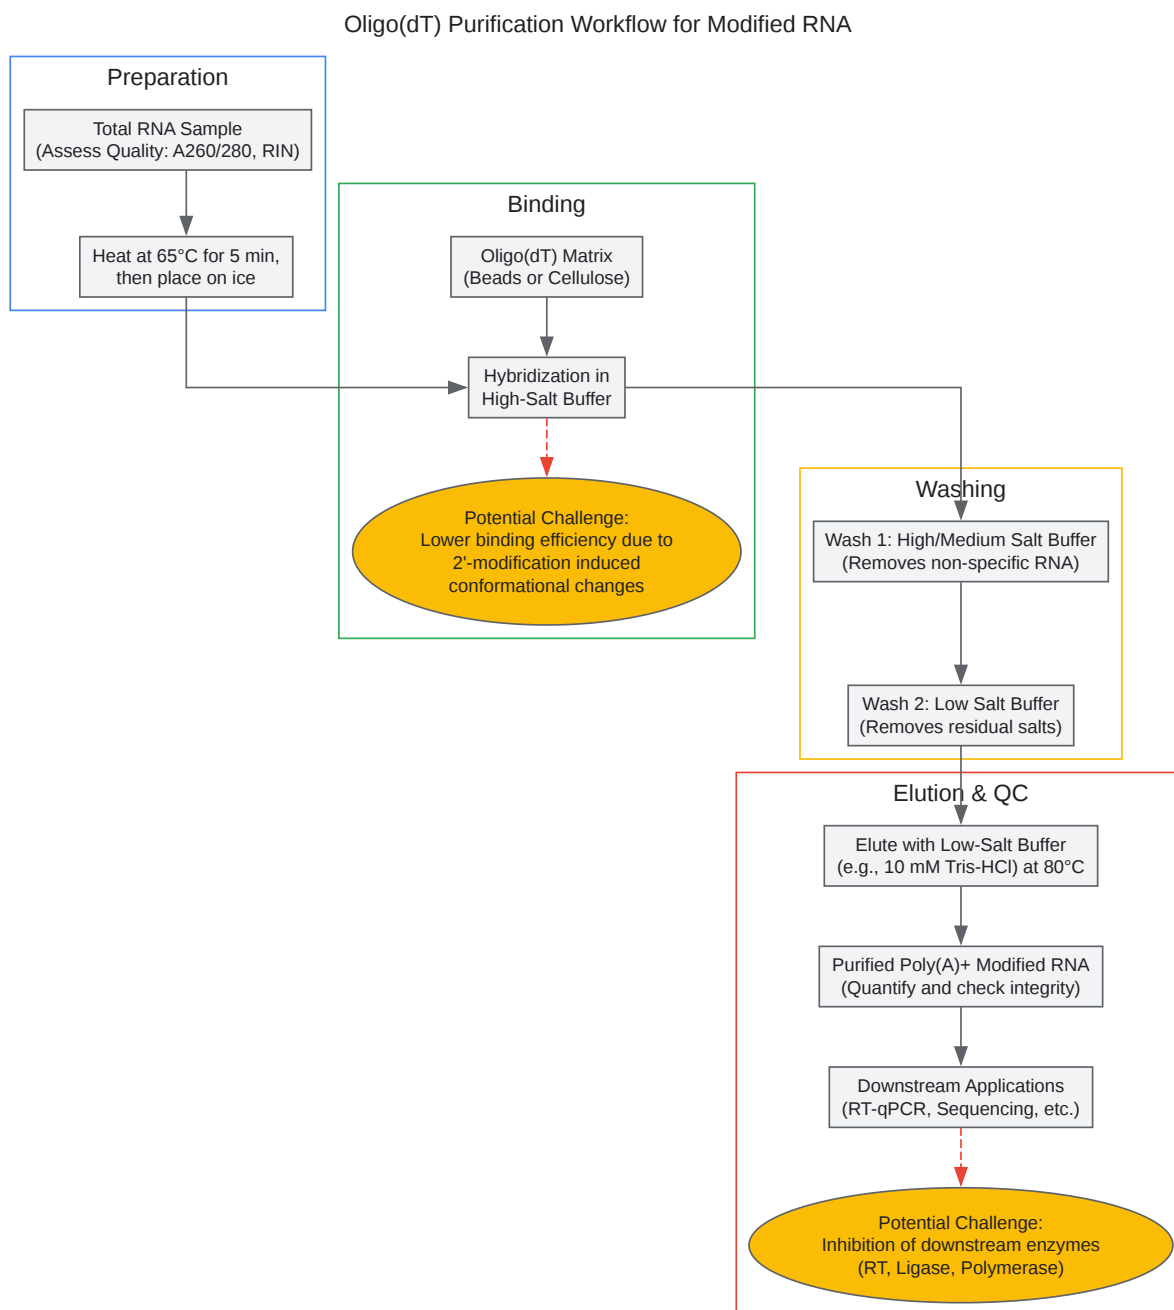 Oligo(dT) Purification Workflow for Modified RNA
Preparation
Total RNA Sample
(Assess Quality: A260/280, RIN)
Heat at 65°C for 5 min,
then place on ice
Binding
Oligo(dT) Matrix
(Beads or Cellulose)
Hybridization in
High-Salt Buffer
Potential Challenge:
Lower binding efficiency due to
2'-modification induced
conformational changes
Washing
Wash 1: High/Medium Salt Buffer
(Removes non-specific RNA)
Wash 2: Low Salt Buffer
(Removes residual salts)
Elution & QC
Elute with Low-Salt Buffer
(e.g., 10 mM Tris-HCl) at 80°C
Purified Poly(A)+ Modified RNA
(Quantify and check integrity)
Downstream Applications
(RT-qPCR, Sequencing, etc.)
Potential Challenge:
Inhibition of downstream enzymes
(RT, Ligase, Polymerase)